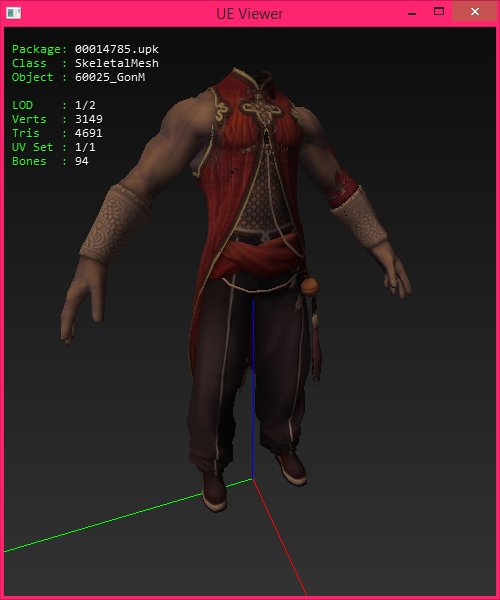 UE Viewer
Package: 00014785.upk
Class  : SkeletalMesh
Object : 60025_GonM
LOD    : 1/2
Verts  : 3149
Tris   : 4691
UV Set : 1/1
Bones  : 94